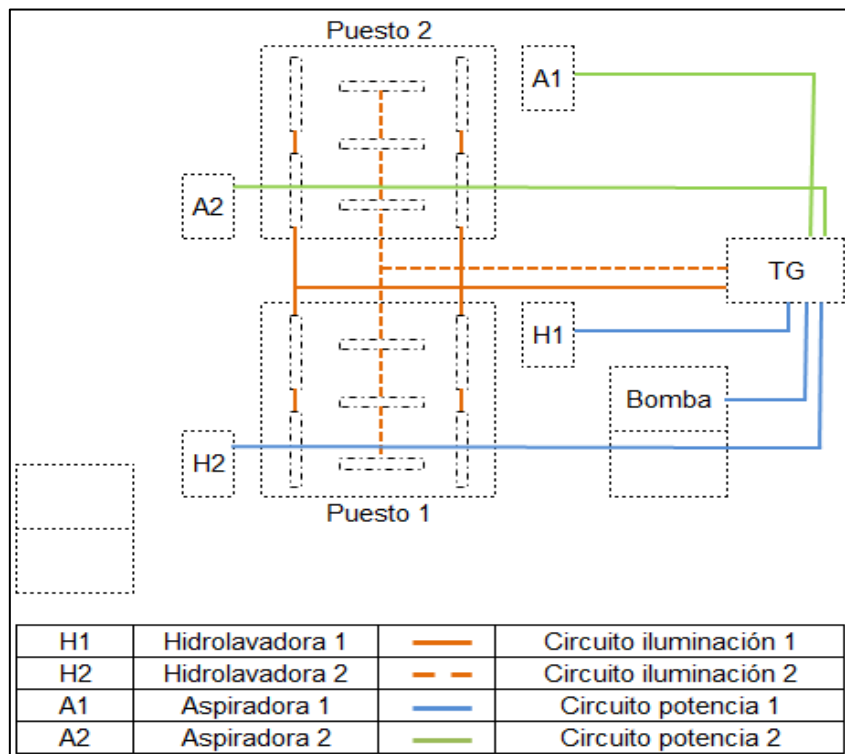 Puesto 2
A1
A2
TG
H1
Bomba
H2
Puesto 1
H1 Hidrolavadora 1 Circuito iluminación 1
H2 Hidrolavadora 2 Circuito iluminación 2
A1 Aspiradora 1 Circuito potencia 1
A2 Aspiradora 2 Circuito potencia 2